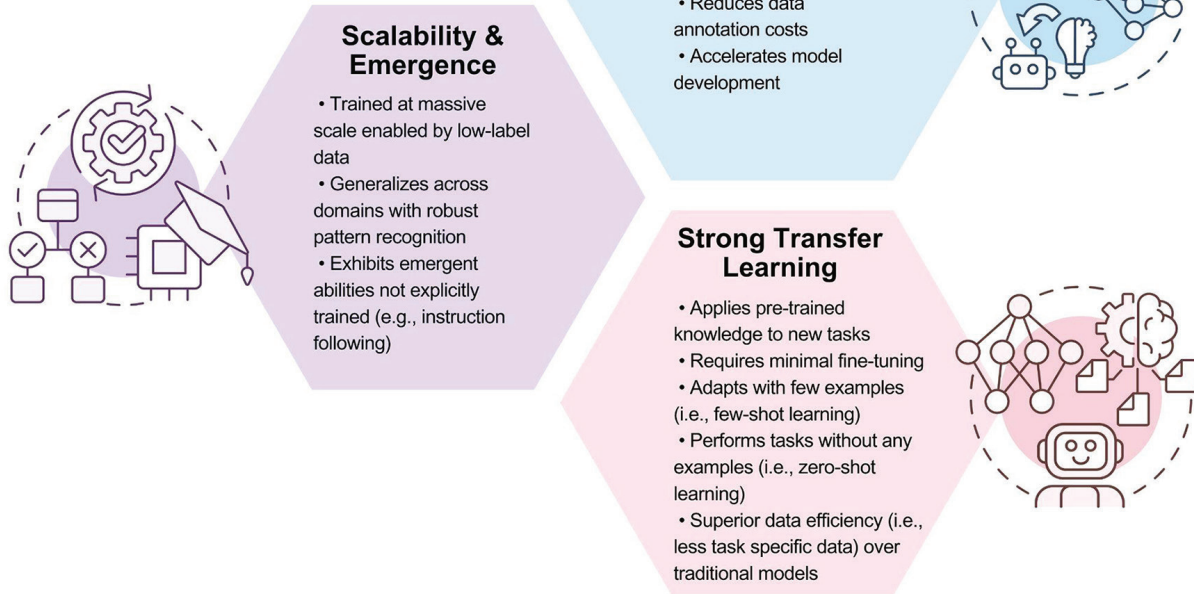 Reduces data
annotation costs
• Accelerates model
development
Scalability &
Emergence
• Trained at massive
scale enabled by low-label
data
• Generalizes across
domains with robust
pattern recognition
• Exhibits emergent
abilities not explicitly
trained (e.g., instruction
following)
Strong Transfer
Learning
• Applies pre-trained
knowledge to new tasks
• Requires minimal fine-tuning
• Adapts with few examples
(i.e., few-shot learning)
• Performs tasks without any
examples (i.e., zero-shot
learning)
• Superior data efficiency (i.e.,
less task specific data) over
traditional models